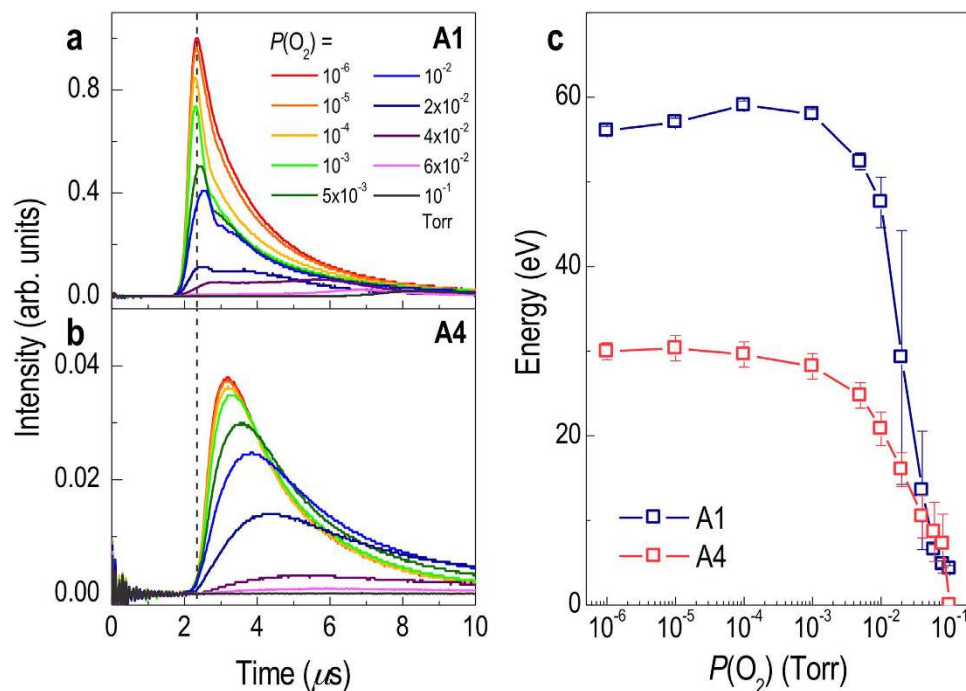 a
P(O₂) =
A1
10⁻⁶
10⁻²
10⁻⁵
2x10⁻²
10⁻⁴
4x10⁻²
10⁻³
6x10⁻²
5x10⁻³
10⁻¹
Torr
0.8
0.4
0.0
b
A4
0.04
0.02
0.00
Intensity (arb. units)
0
2
4
6
8
10
Time (μs)
c
60
30
20
0
Energy (eV)
A1
A4
10⁻⁶
10⁻⁵
10⁻⁴
10⁻³
10⁻²
10⁻¹
P(O₂) (Torr)